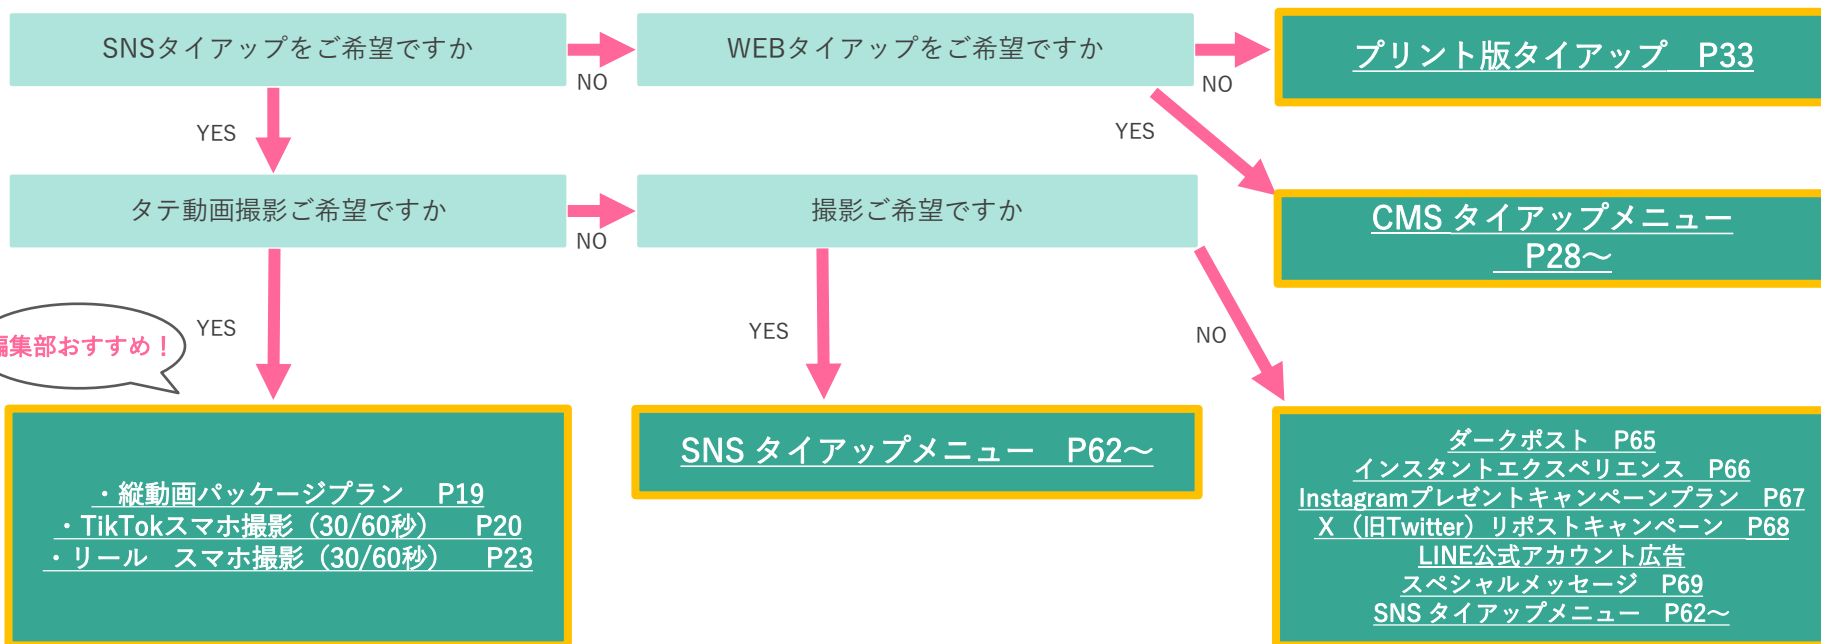 SNSタイアップをご希望ですか
NO
WEBタイアップをご希望ですか
NO
プリント版タイアップ　P33
YES
YES
タテ動画撮影ご希望ですか
NO
撮影ご希望ですか
CMS タイアップメニュー
P28～
編集部おすすめ！
YES
YES
NO
・縦動画パッケージプラン　P19
・TikTokスマホ撮影（30/60秒）　P20
・リール　スマホ撮影（30/60秒）　P23
SNS タイアップメニュー　P62～
ダークポスト　P65
インスタントエクスペリエンス　P66
Instagramプレゼントキャンペーンプラン　P67
X（旧Twitter）リポストキャンペーン　P68
LINE公式アカウント広告
スペシャルメッセージ　P69
SNS タイアップメニュー　P62～